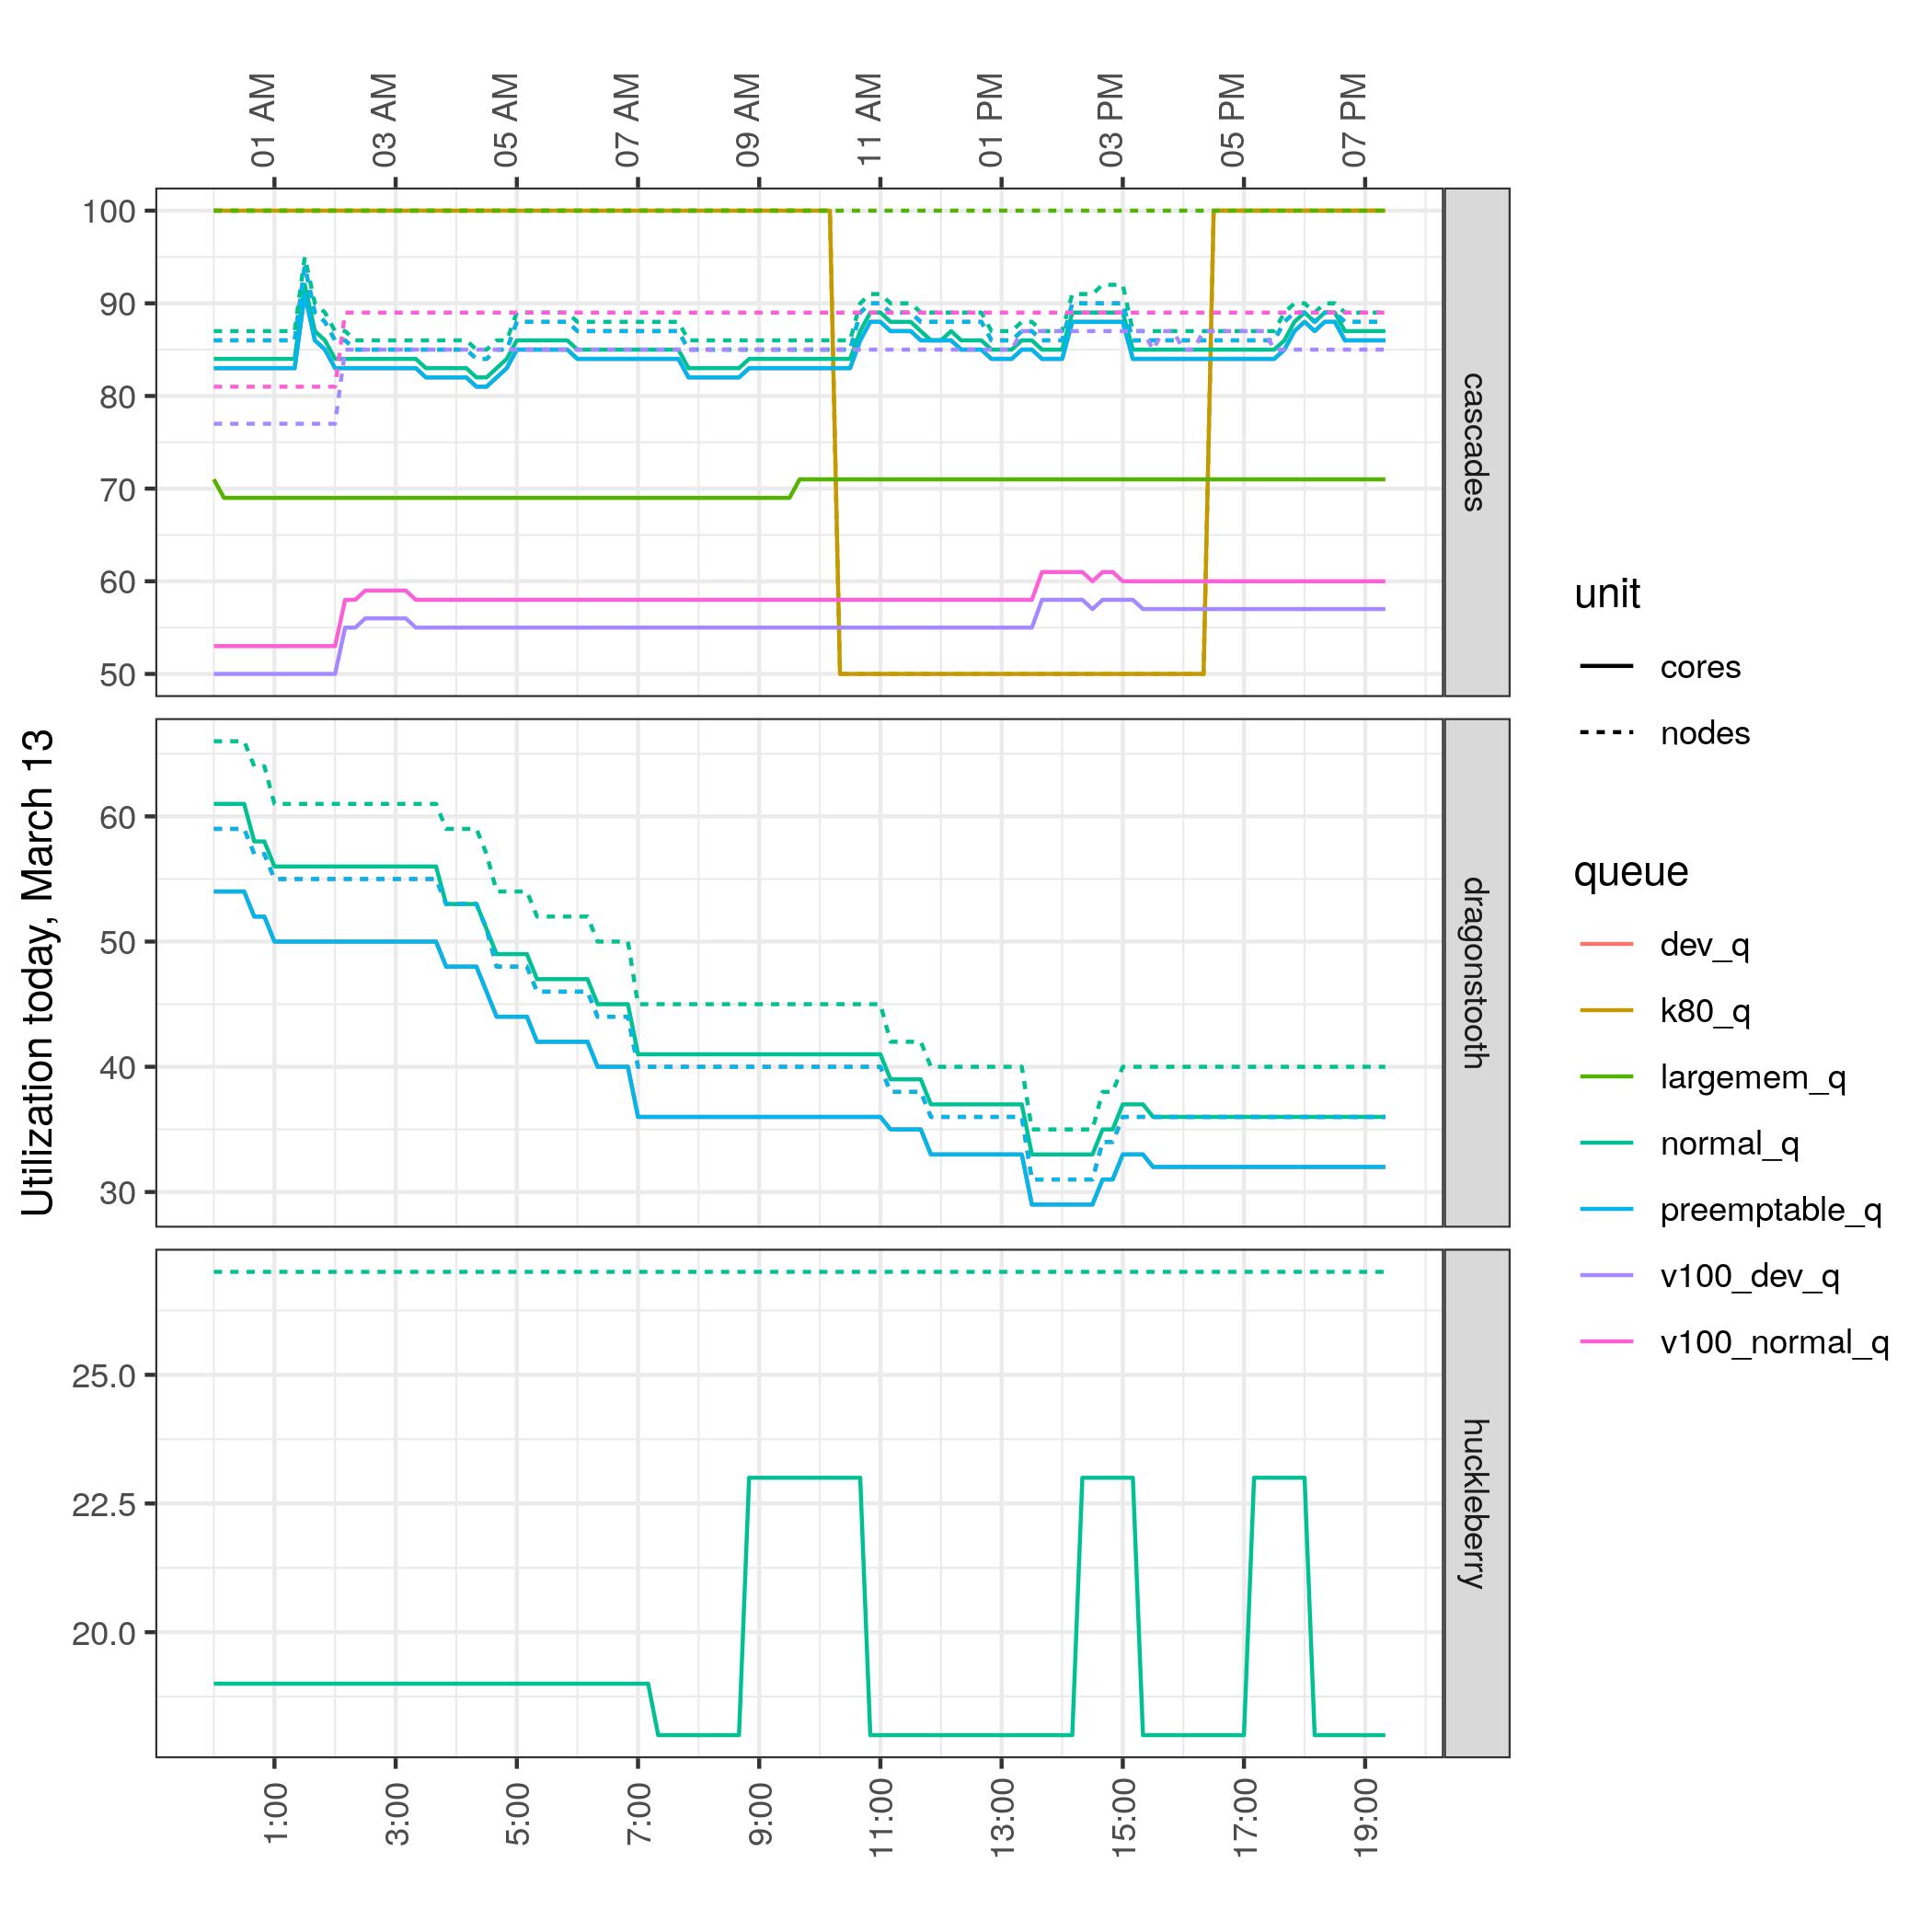 01 AM
03 AM
05 AM
07 AM
09 AM
11 AM
01 PM
03 PM
05 PM
07 PM
Utilization today, March 13
100
90
80
70
60
50
cascades
60
50
40
30
dragonstooth
25.0
22.5
20.0
huckleberry
1:00
3:00
5:00
7:00
9:00
11:00
13:00
15:00
17:00
19:00
unit
cores
nodes
queue
dev_q
k80_q
largemem_q
normal_q
preemptable_q
v100_dev_q
v100_normal_q